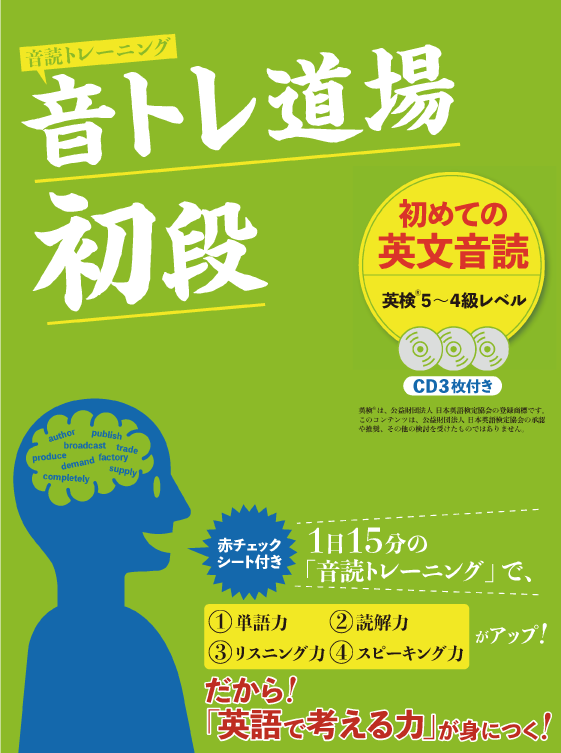 音読トレーニング
音トレ道場
初段
初めての
英文音読
英検®5～4級レベル
CD3枚付き
英検®は、公益財団法人 日本英語検定協会の登録商標です。
このコンテンツは、公益財団法人 日本英語検定協会の承認
や推奨、その他の検討を受けたものではありません。
author
publish
broadcast
trade
produce
demand
factory
supply
completely
赤チェック
シート付き
1日15分の
「音読トレーニング」で、
①単語力 ②読解力
③リスニング力 ④スピーキング力
がアップ!
だから!
「英語で考える力」が身につく!